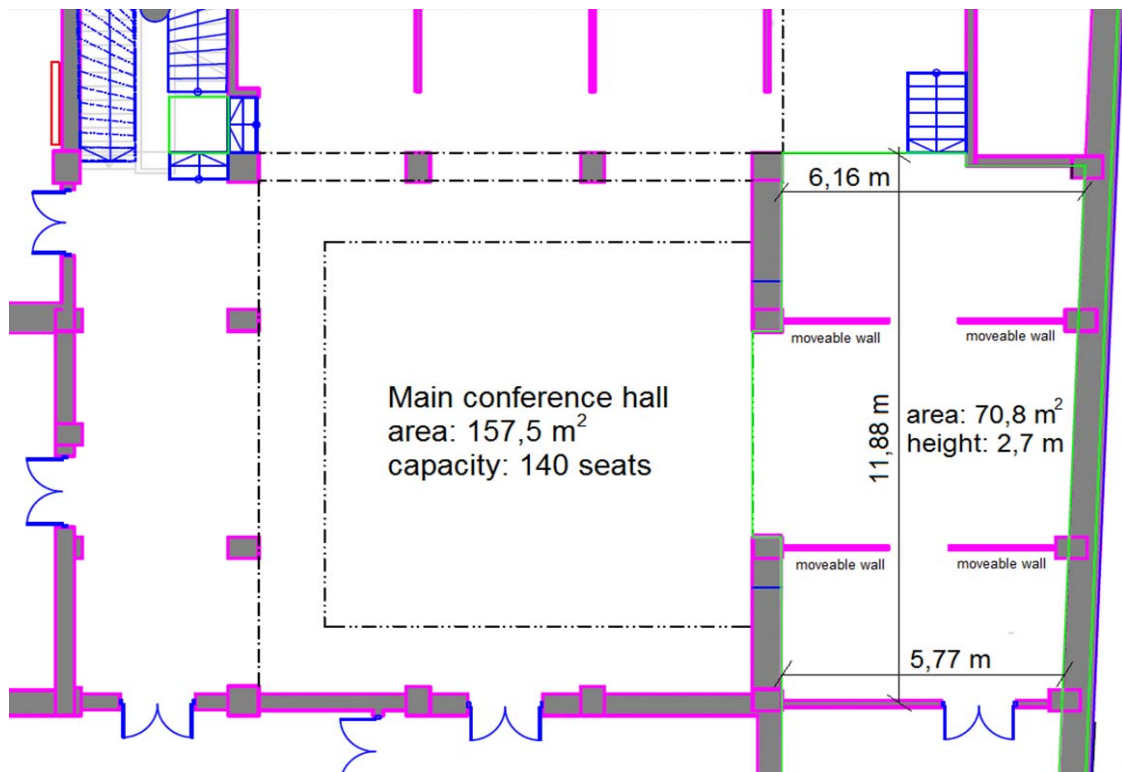 6,16 m
moveable wall
moveable wall
Main conference hall
area: 157,5 m²
capacity: 140 seats
11,88 m
area: 70,8 m²
height: 2,7 m
moveable wall
moveable wall
5,77 m